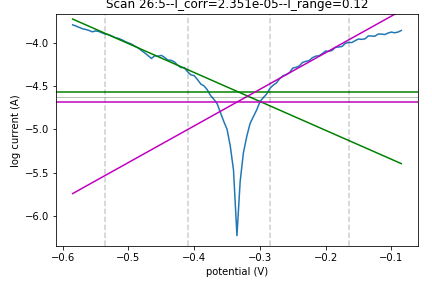 Scan 26:5--I_corr=2.351e-05--I_range=0.12
−4.0
−4.5
−5.0
−5.5
−6.0
log current (A)
−0.6 −0.5 −0.4 −0.3 −0.2 −0.1
potential (V)